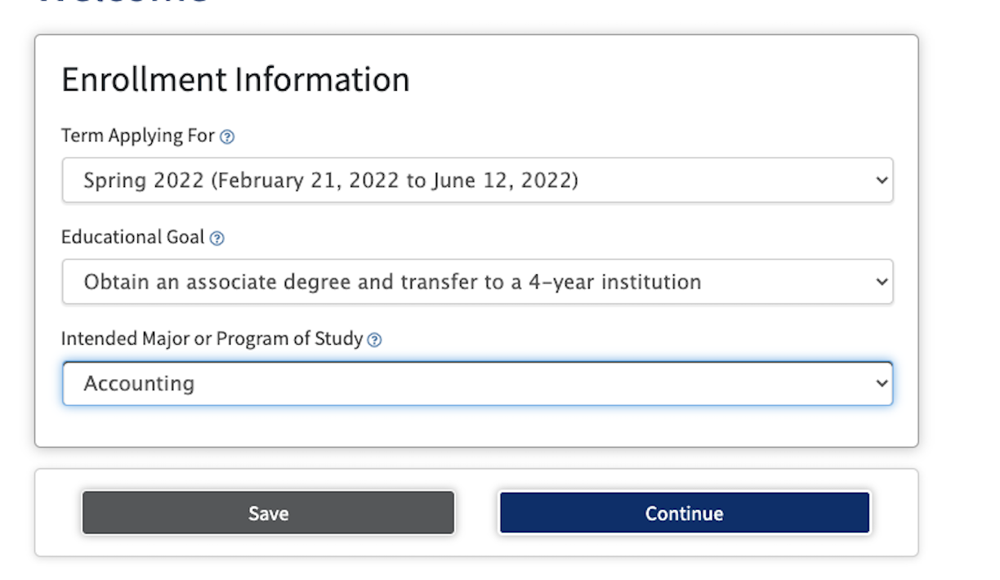 Welcome
Enrollment Information
Term Applying For
Spring 2022 (February 21, 2022 to June 12, 2022)
Educational Goal
Obtain an associate degree and transfer to a 4-year institution
Intended Major or Program of Study
Accounting
Save
Continue